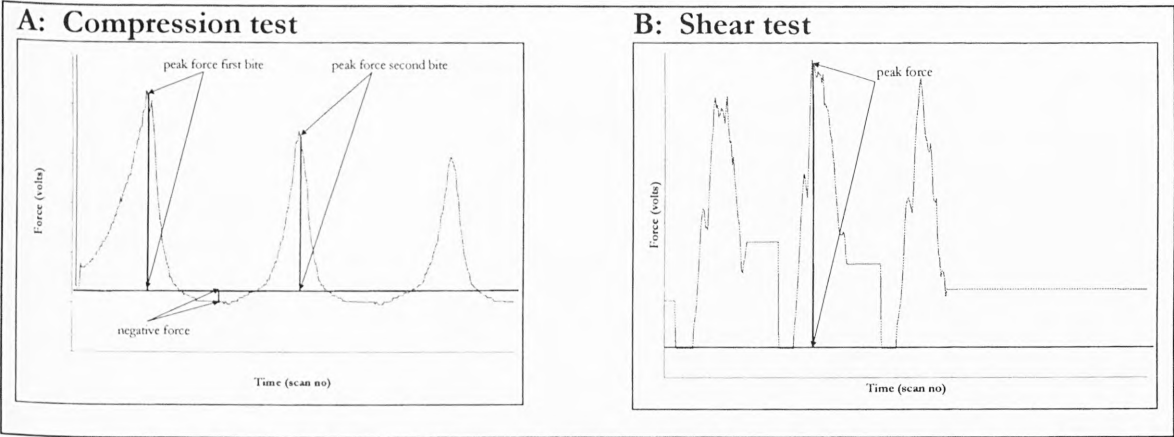 A: Compression test
peak force first bite
peak force second bite
Force (volts)
negative force
Time (scan no)
B: Shear test
peak force
Force (volts)
Time (scan no)